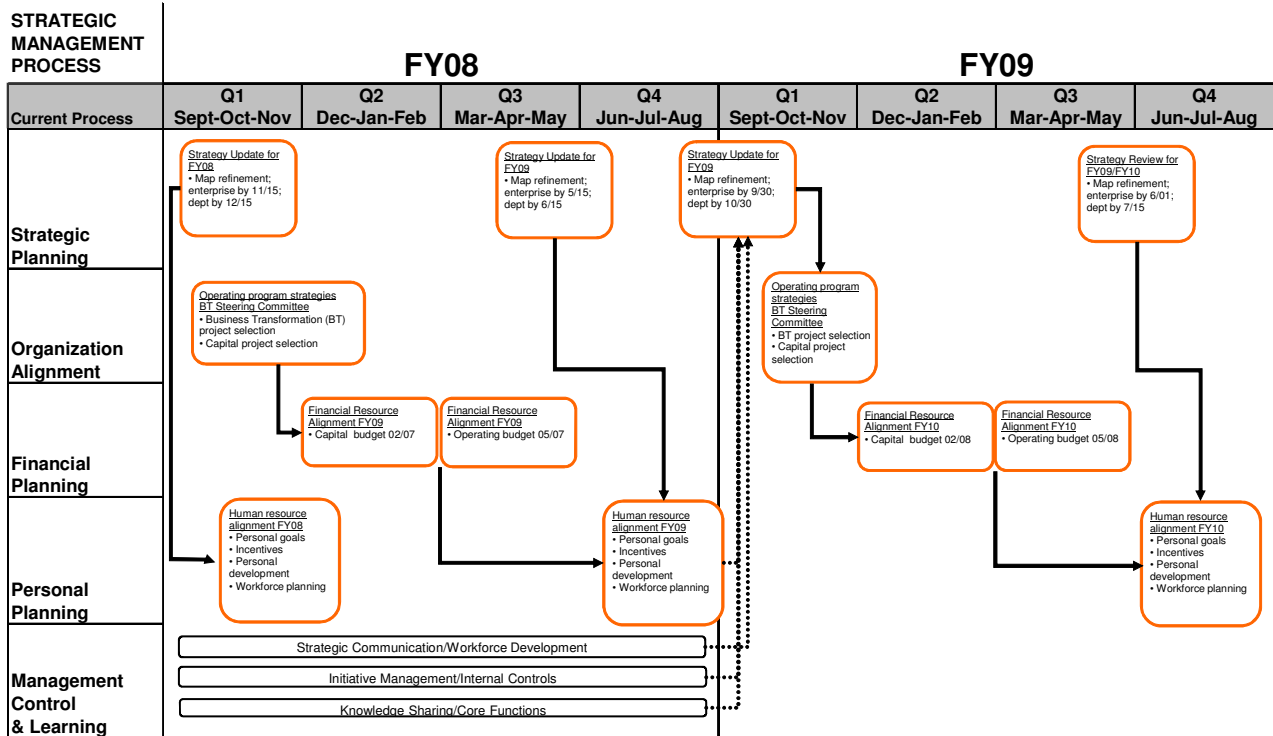 STRATEGIC
MANAGEMENT
PROCESS
FY08
FY09
Current Process
Q1
Sept-Oct-Nov
Q2
Dec-Jan-Feb
Q3
Mar-Apr-May
Q4
Jun-Jul-Aug
Q1
Sept-Oct-Nov
Q2
Dec-Jan-Feb
Q3
Mar-Apr-May
Q4
Jun-Jul-Aug
Strategic
Planning
Strategy Update for
FY08
• Map refinement;
enterprise by 11/15;
dept by 12/15
Strategy Update for
FY09
• Map refinement;
enterprise by 5/15;
dept by 6/15
Strategy Update for
FY09
• Map refinement;
enterprise by 9/30;
dept by 10/30
Strategy Review for
FY09/FY10
• Map refinement;
enterprise by 6/01;
dept by 7/15
Organization
Alignment
Operating program strategies
BT Steering Committee
• Business Transformation (BT)
project selection
• Capital project selection
Operating program
strategies
BT Steering
Committee
• BT project selection
• Capital project
selection
Financial
Planning
Financial Resource
Alignment FY09
• Capital budget 02/07
Financial Resource
Alignment FY09
• Operating budget 05/07
Financial Resource
Alignment FY10
• Capital budget 02/08
Financial Resource
Alignment FY10
• Operating budget 05/08
Personal
Planning
Human resource
alignment FY08
• Personal goals
• Incentives
• Personal
development
• Workforce planning
Human resource
alignment FY09
• Personal goals
• Incentives
• Personal
development
• Workforce planning
Human resource
alignment FY10
• Personal goals
• Incentives
• Personal
development
• Workforce planning
Management
Control
& Learning
Strategic Communication/Workforce Development
Initiative Management/Internal Controls
Knowledge Sharing/Core Functions